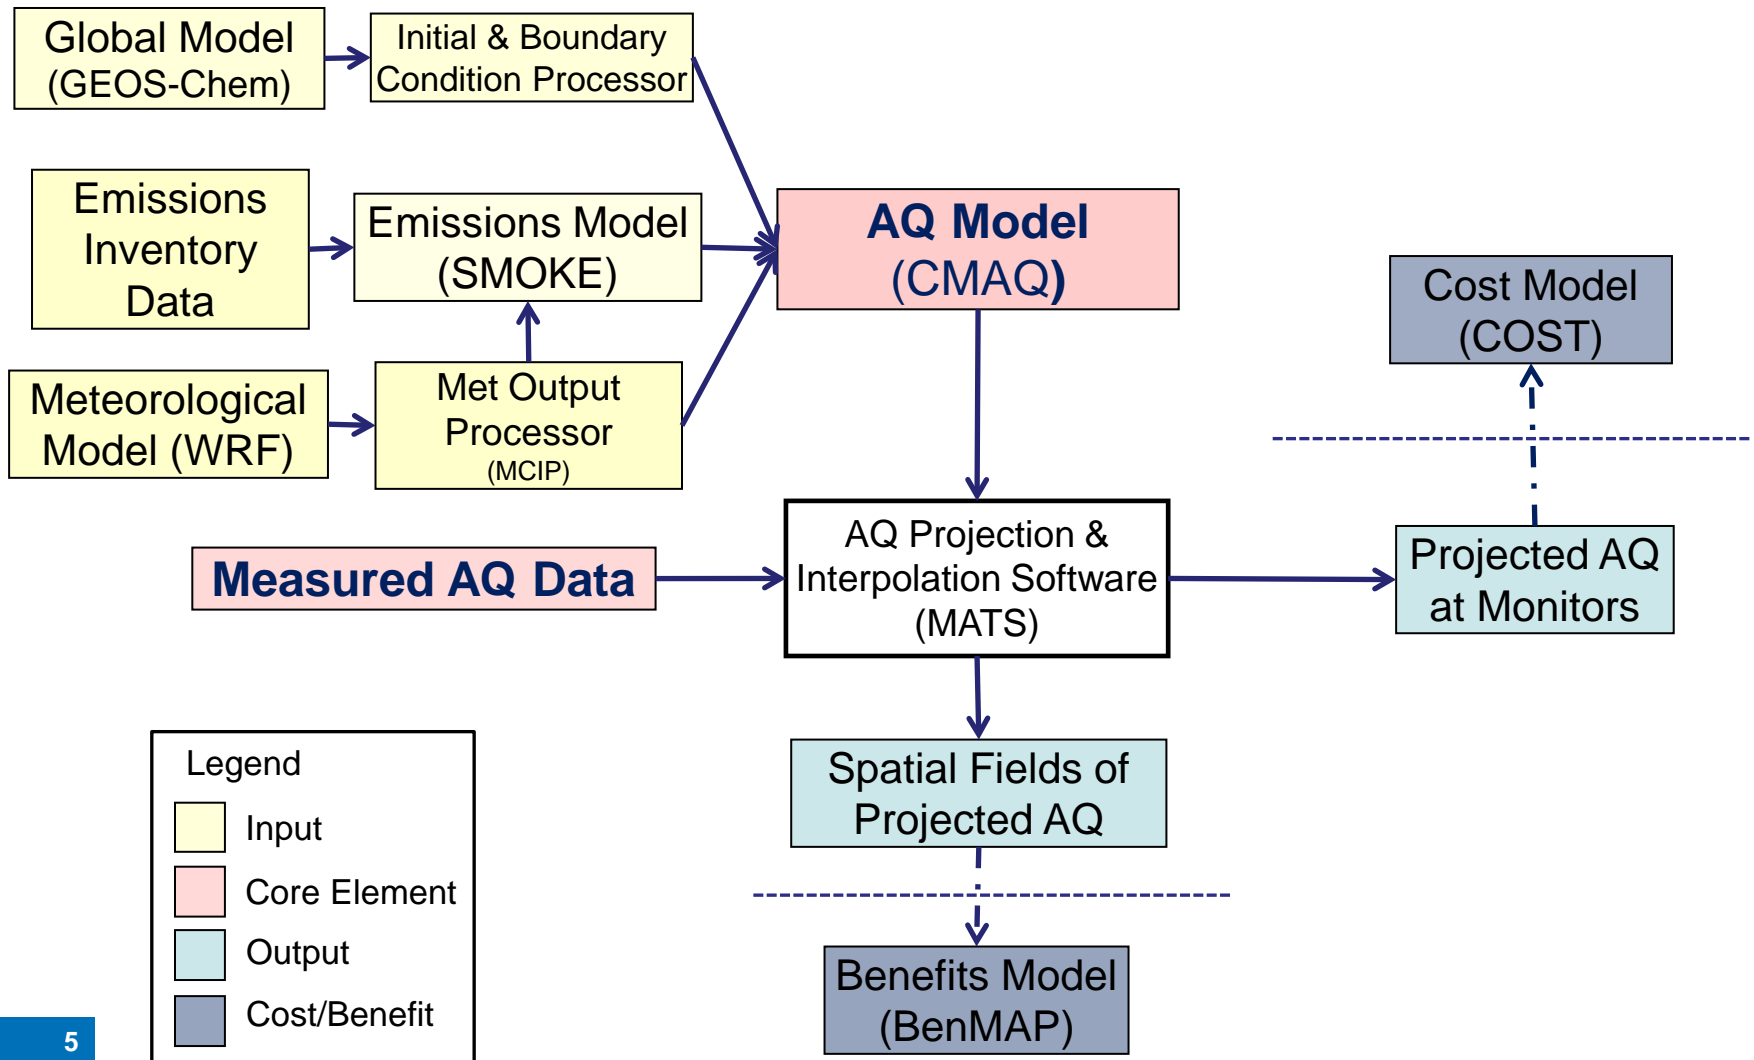 Global Model
(GEOS-Chem)
Initial & Boundary
Condition Processor
Emissions
Inventory
Data
Emissions Model
(SMOKE)
AQ Model
(CMAQ)
Cost Model
(COST)
Meteorological
Model (WRF)
Met Output
Processor
(MCIP)
Measured AQ Data
AQ Projection &
Interpolation Software
(MATS)
Projected AQ
at Monitors
Spatial Fields of
Projected AQ
Benefits Model
(BenMAP)
Legend
Input
Core Element
Output
Cost/Benefit
5